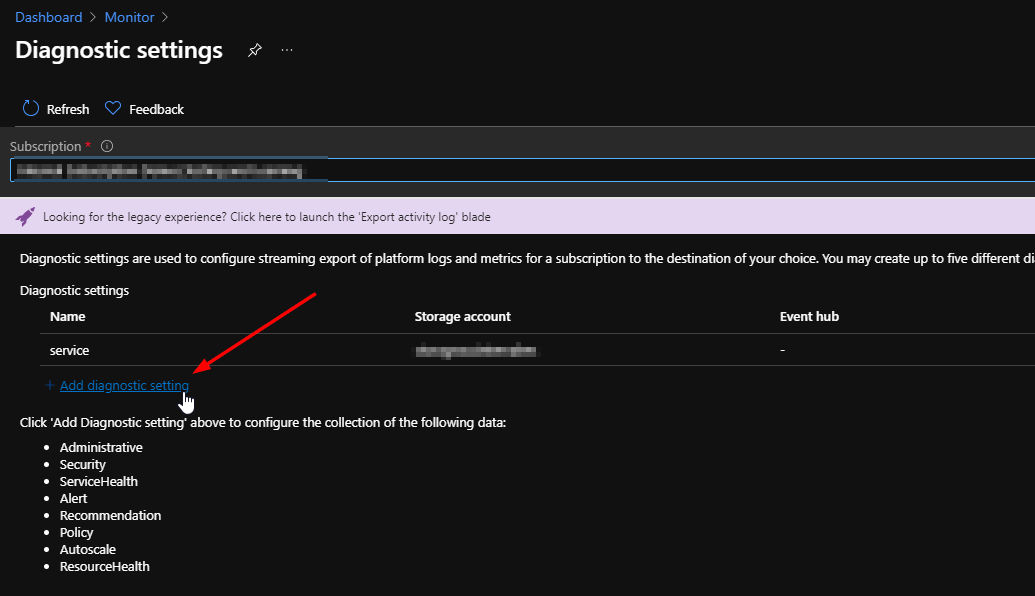 Dashboard > Monitor >
Diagnostic settings
Refresh Feedback
Subscription *
Looking for the legacy experience? Click here to launch the 'Export activity log' blade
Diagnostic settings are used to configure streaming export of platform logs and metrics for a subscription to the destination of your choice. You may create up to five different
Diagnostic settings
Name Storage account Event hub
service -
+ Add diagnostic setting
Click 'Add Diagnostic setting' above to configure the collection of the following data:
• Administrative
• Security
• ServiceHealth
• Alert
• Recommendation
• Policy
• Autoscale
• ResourceHealth